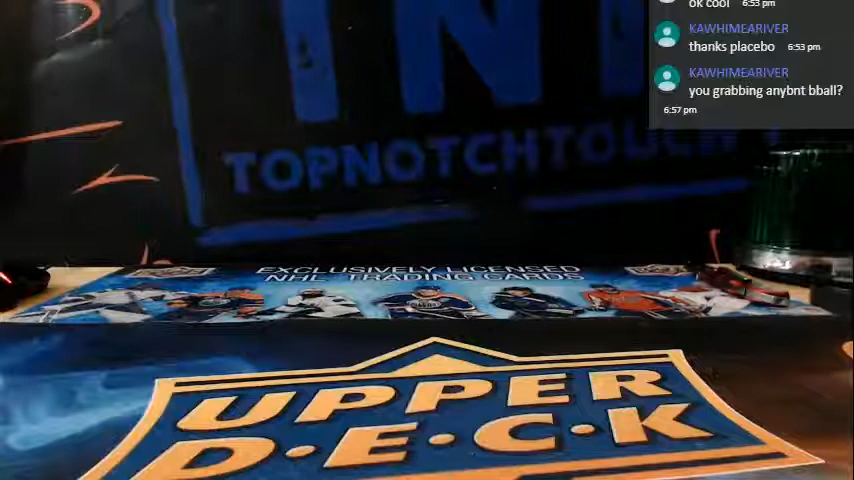 ok cool 6:53 pm
KAWHIMEARIVER
thanks placebo 6:53 pm
KAWHIMEARIVER
you grabbing anybnt bball?
6:57 pm
TNT
TOPNOTCHTOUCH
EXCLUSIVELY LICENSED
NHL TRADING CARDS
UPPER
D·E·C·K